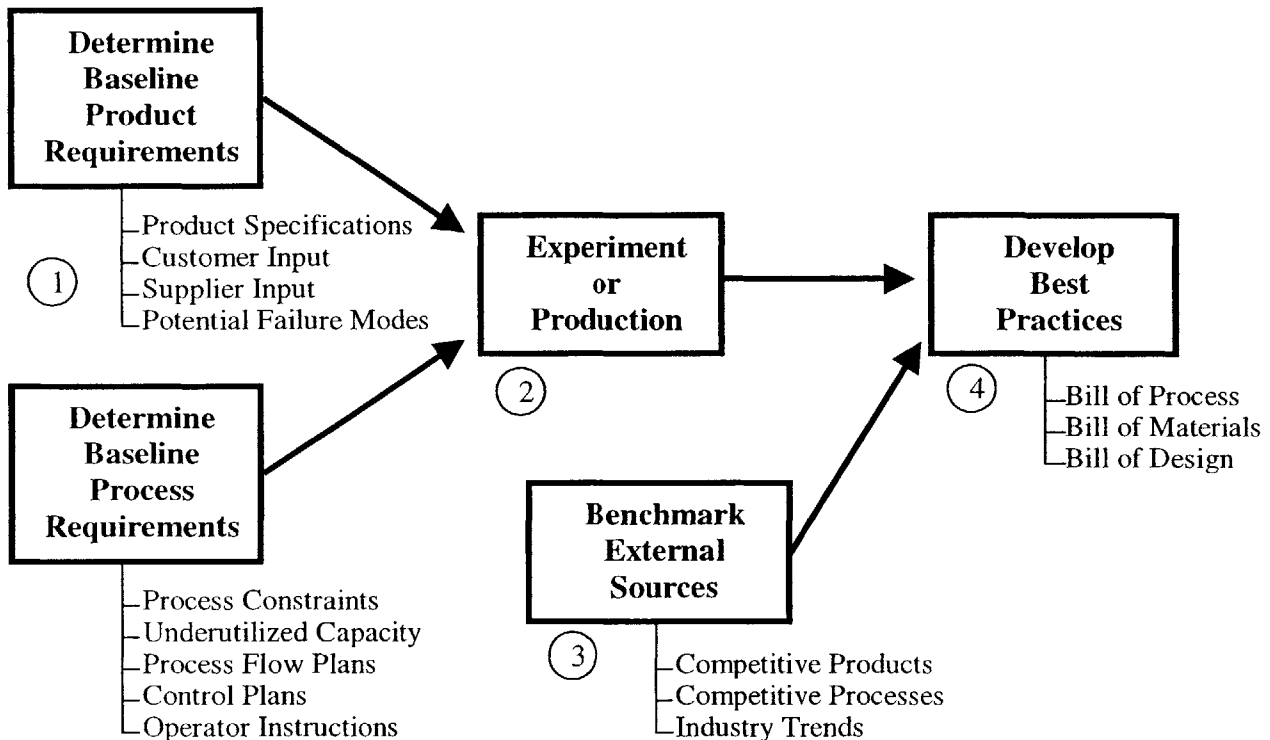 Determine
Baseline
Product
Requirements
Product Specifications
Customer Input
Supplier Input
Potential Failure Modes
1
Determine
Baseline
Process
Requirements
Process Constraints
Underutilized Capacity
Process Flow Plans
Control Plans
Operator Instructions
Experiment
or
Production
2
Benchmark
External
Sources
3
Competitive Products
Competitive Processes
Industry Trends
Develop
Best
Practices
4
Bill of Process
Bill of Materials
Bill of Design